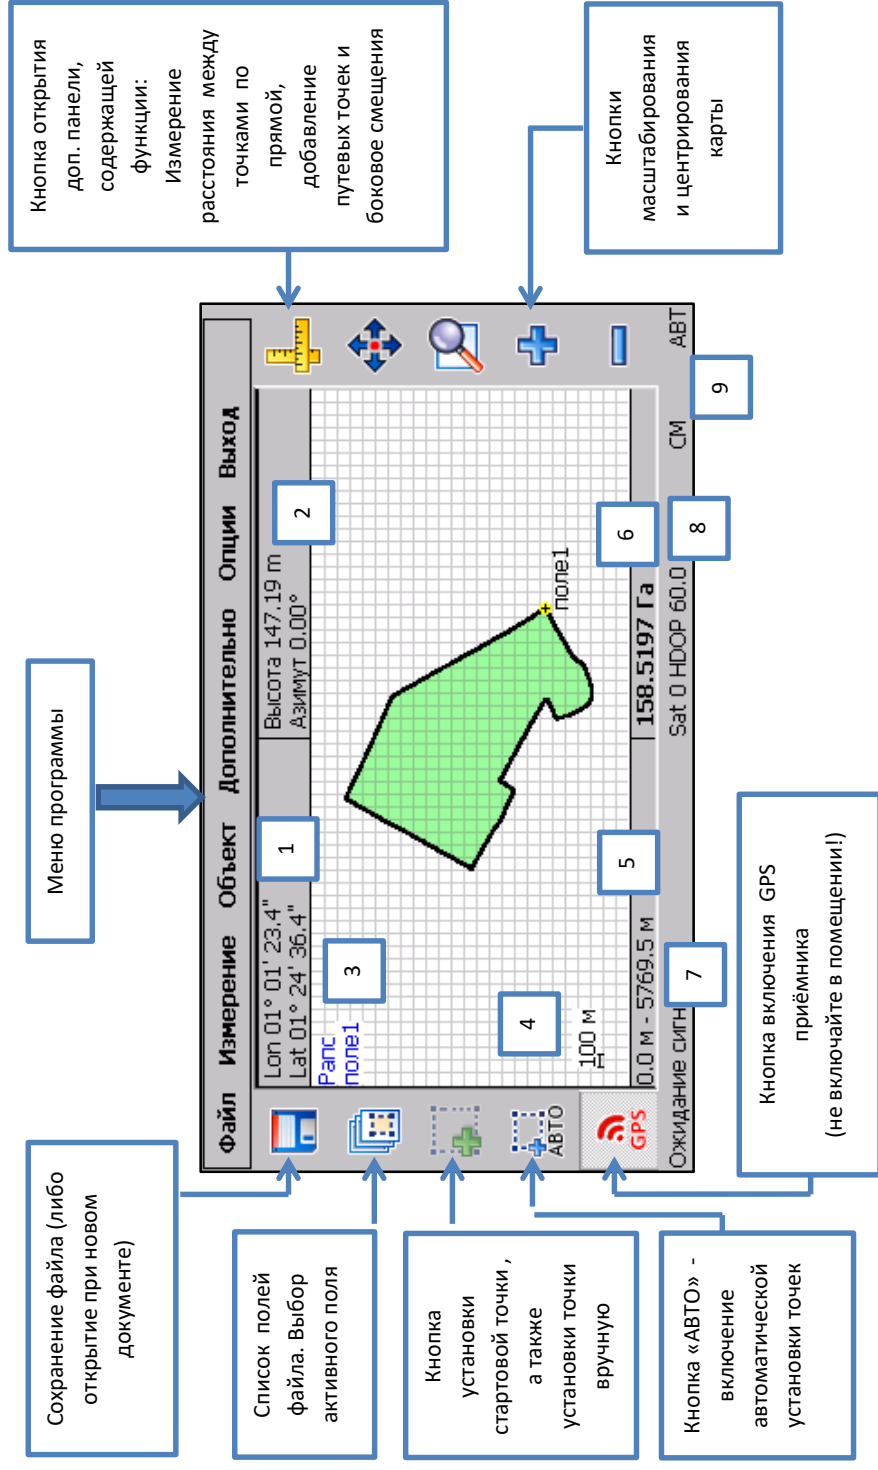 Меню программы
Сохранение файла (либо
открытие при новом
документе)
Список полей
файла. Выбор
активного поля
Кнопка
установки
стартовой точки ,
а также
установки точки
вручную
Кнопка «АВТО» -
включение
автоматической
установки точек
Кнопка включения GPS
приёмника
(не включайте в помещении!)
Кнопка открытия
доп. панели,
содержащей
функции:
Измерение
расстояния между
точками по
прямой,
добавление
путевых точек и
боковое смещения
Кнопки
масштабирования
и центрирования
карты
Файл Измерение Объект Дополнительно Опции Выход
Lon 01° 01' 23.4"
Lat 01° 24' 36.4"
Высота 147.19 m
Азимут 0.00°
1
2
Рапс
поле1
3
4
100 м
поле1
АВТО
GPS
5
6
0.0 м - 5769.5 м
158.5197 Га
Ожидание сигн
7
Sat 0 HDOP 60.0
8
СМ
9
АВТ